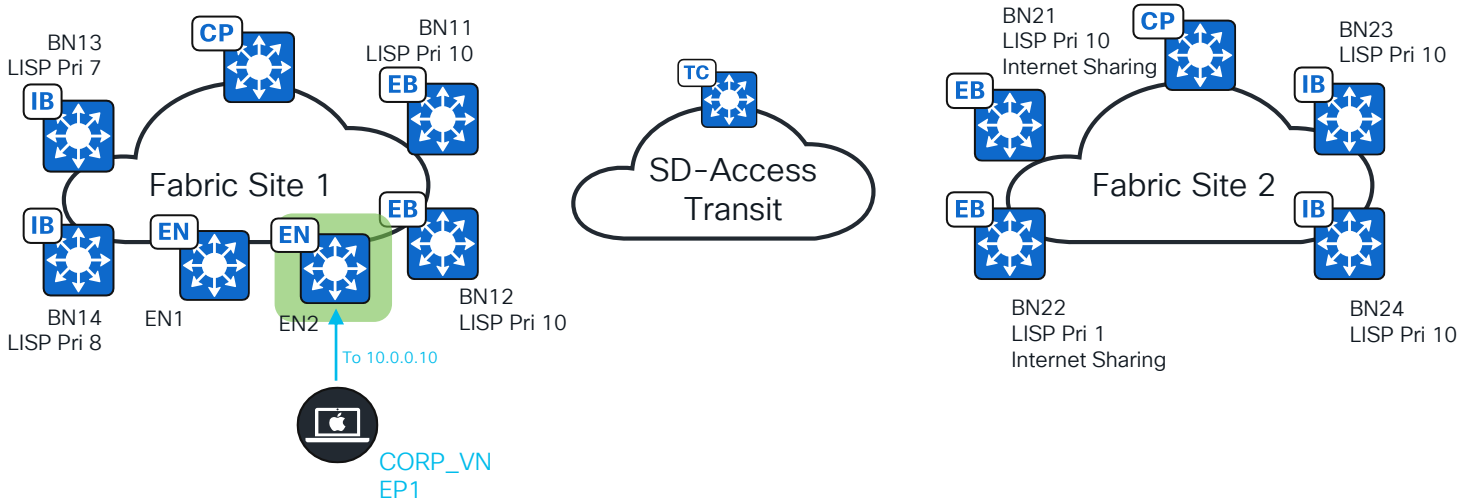 BN13
LISP Pri 7
IB
CP
BN11
LISP Pri 10
EB
Fabric Site 1
IB
BN14
LISP Pri 8
EN
EN1
EN
EN2
EB
BN12
LISP Pri 10
To 10.0.0.10
CORP_VN
EP1
TC
SD-Access
Transit
BN21
LISP Pri 10
Internet Sharing
EB
CP
BN23
LISP Pri 10
IB
Fabric Site 2
EB
BN22
LISP Pri 1
Internet Sharing
IB
BN24
LISP Pri 10